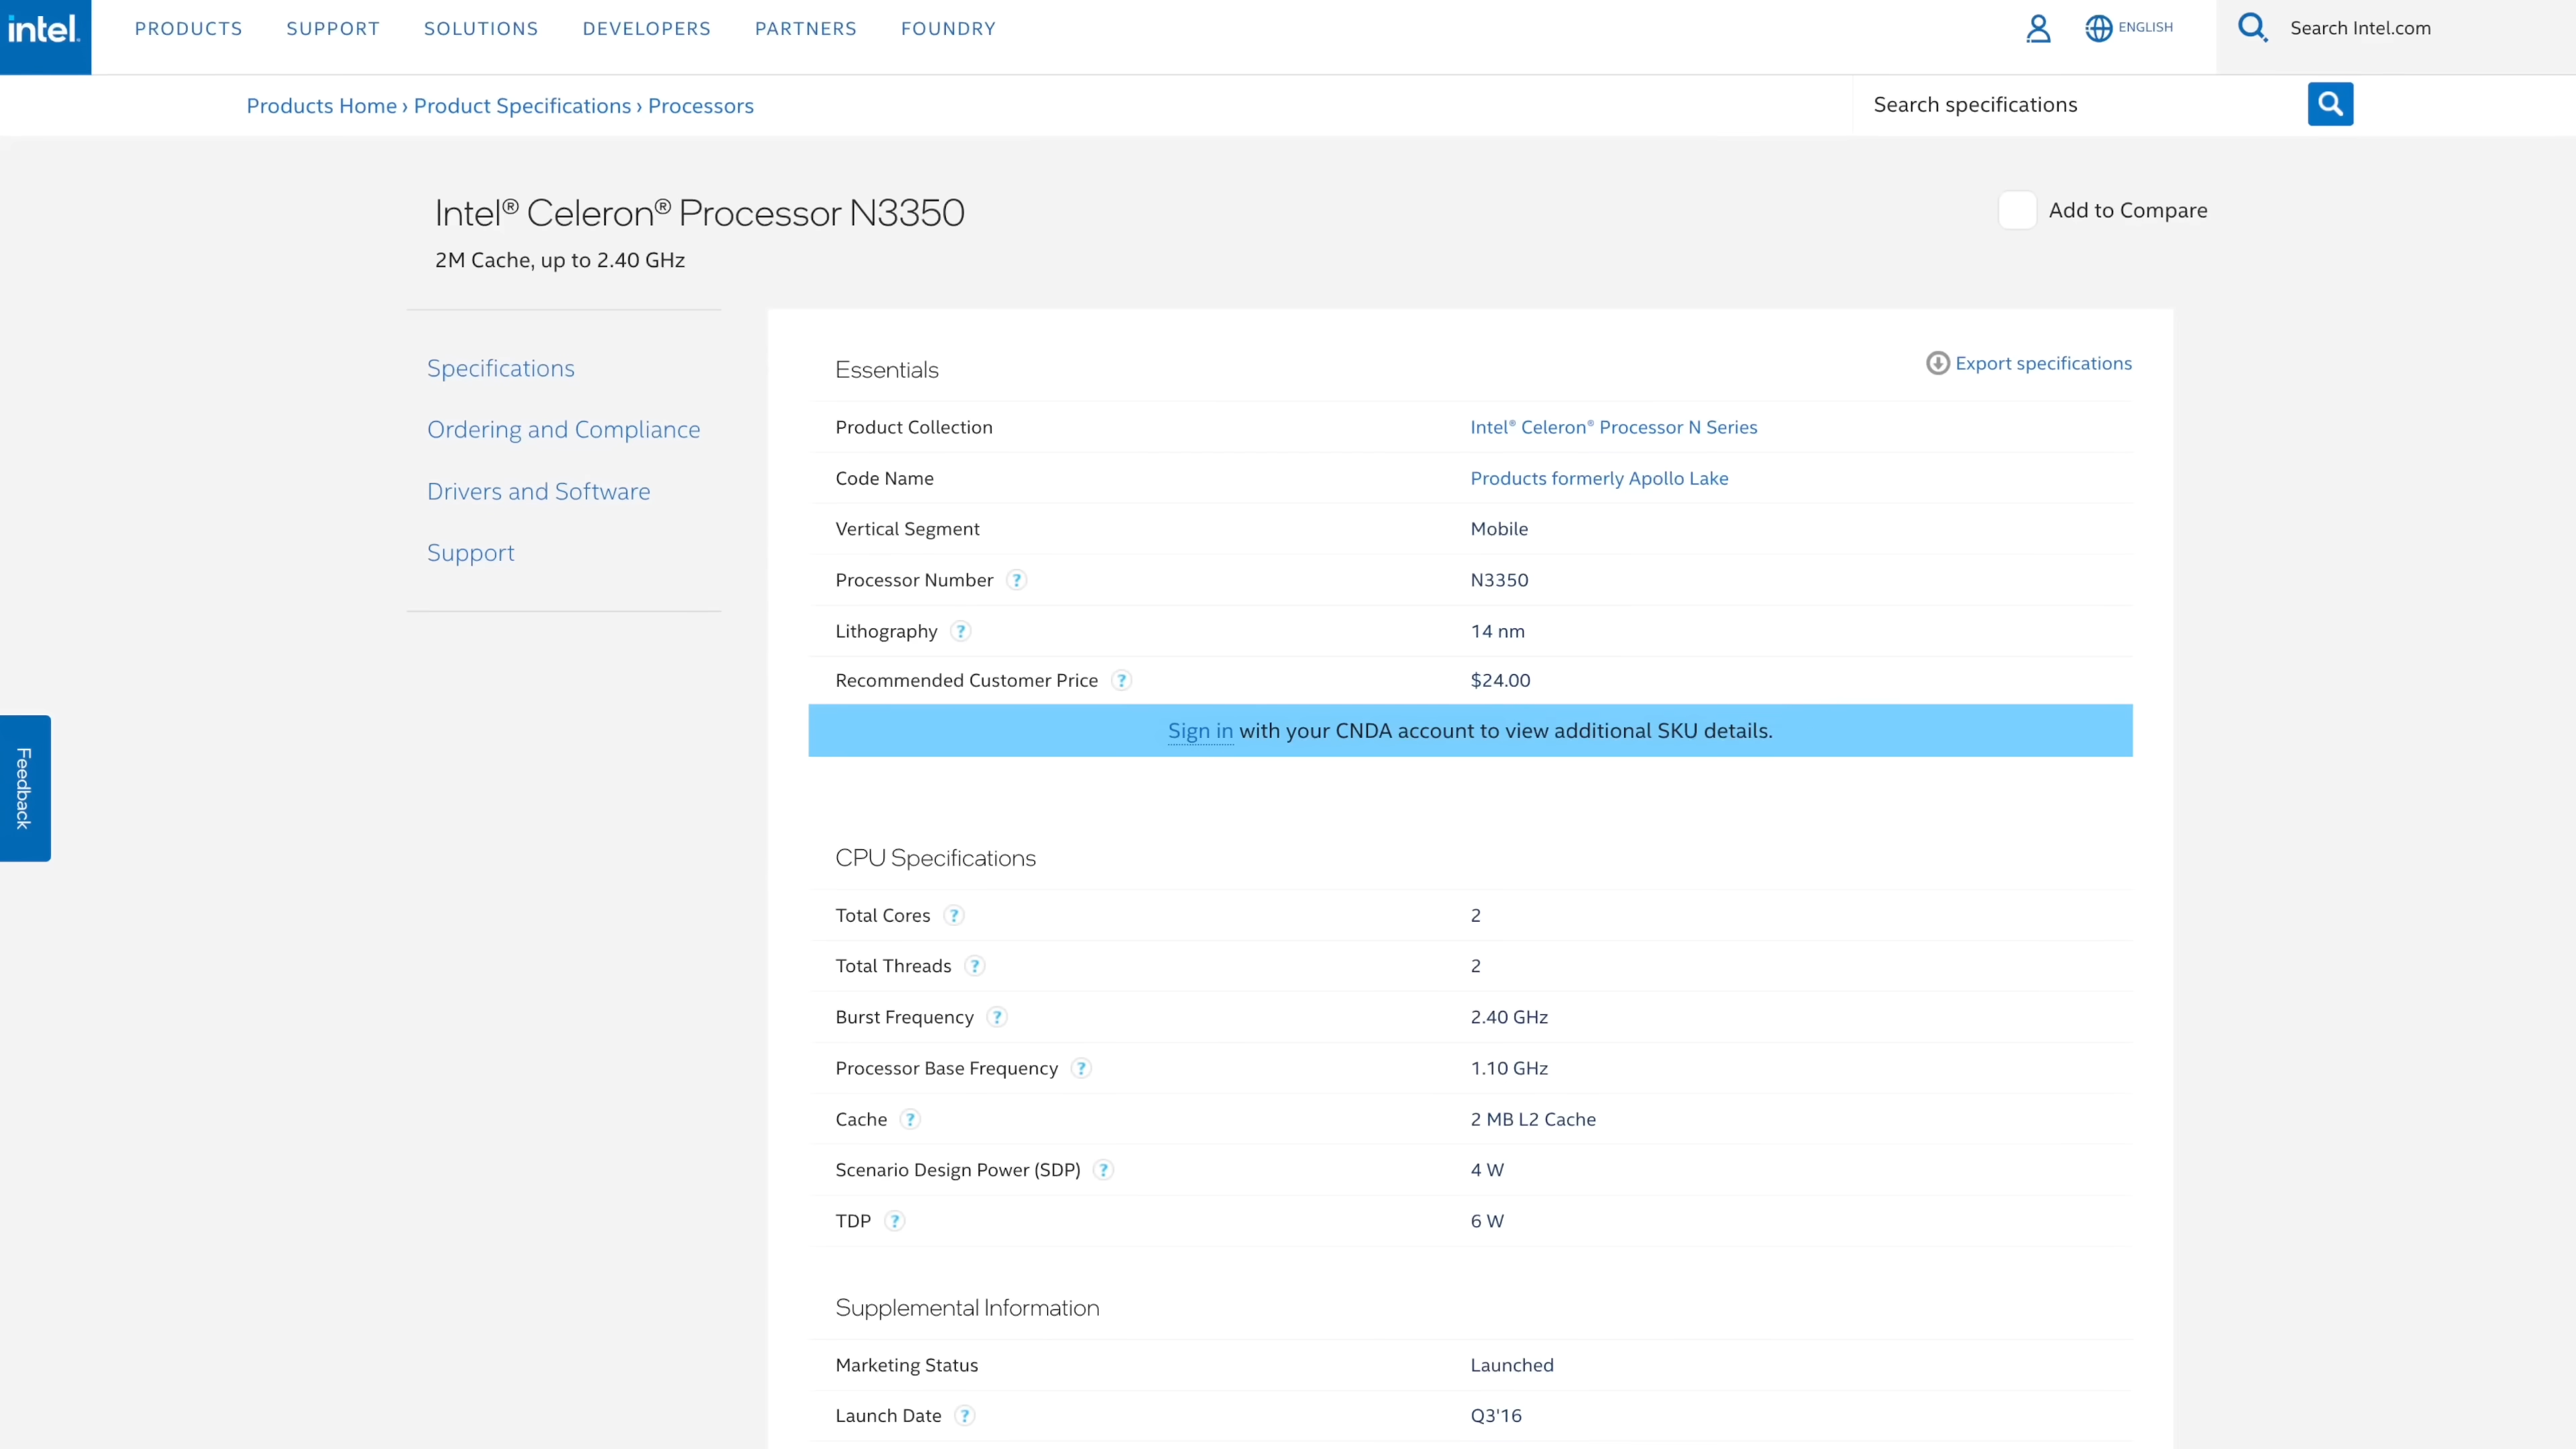 intel.
PRODUCTS SUPPORT SOLUTIONS DEVELOPERS PARTNERS FOUNDRY
ENGLISH
Search Intel.com
Products Home › Product Specifications › Processors
Search specifications
Intel® Celeron® Processor N3350
2M Cache, up to 2.40 GHz
Add to Compare
Specifications
Ordering and Compliance
Drivers and Software
Support
Feedback
Essentials
Export specifications
Product Collection Intel® Celeron® Processor N Series
Code Name Products formerly Apollo Lake
Vertical Segment Mobile
Processor Number ? N3350
Lithography ? 14 nm
Recommended Customer Price ? $24.00
Sign in with your CNDA account to view additional SKU details.
CPU Specifications
Total Cores ? 2
Total Threads ? 2
Burst Frequency ? 2.40 GHz
Processor Base Frequency ? 1.10 GHz
Cache ? 2 MB L2 Cache
Scenario Design Power (SDP) ? 4 W
TDP ? 6 W
Supplemental Information
Marketing Status Launched
Launch Date ? Q3'16